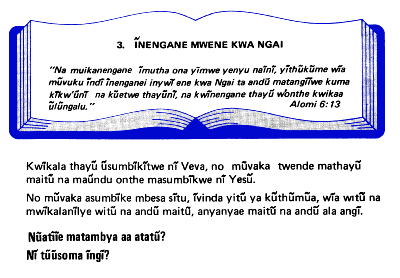 3. ĨNENGANE MWENE KWA NGAI
"Na muikanengane ĩmutha ona yĩmwe yenyu naĩnĩ, yĩthũkũme wĩa
mũvuku ĩndĩ ĩnenganei inywĩ ene kwa Ngai ta andũ matangĩĩwe kuma
kĩkw'ũnĩ na kũetwe thayũnĩ, na kwĩnengane thayũ w'onthe kwikaa
ũlũngalu."
Alomi 6:13
Kwĩkala thayũ ũsumbĩkĩtwe nĩ Veva, no mũvaka twende mathayũ
maitũ na maũndu onthe masumbĩkwe nĩ Yesũ.
No mũvaka asumbĩke mbesa sĩtu, ĩvinda yitũ ya kũthũmũa, wĩa wĩtũ na
mwĩkalanĩlye witũ na andũ maitũ, anyanyae maitũ na andũ ala angĩ.
Nũatĩĩe matambya aa atatũ?
Nĩ tũũsoma ĩngĩ?